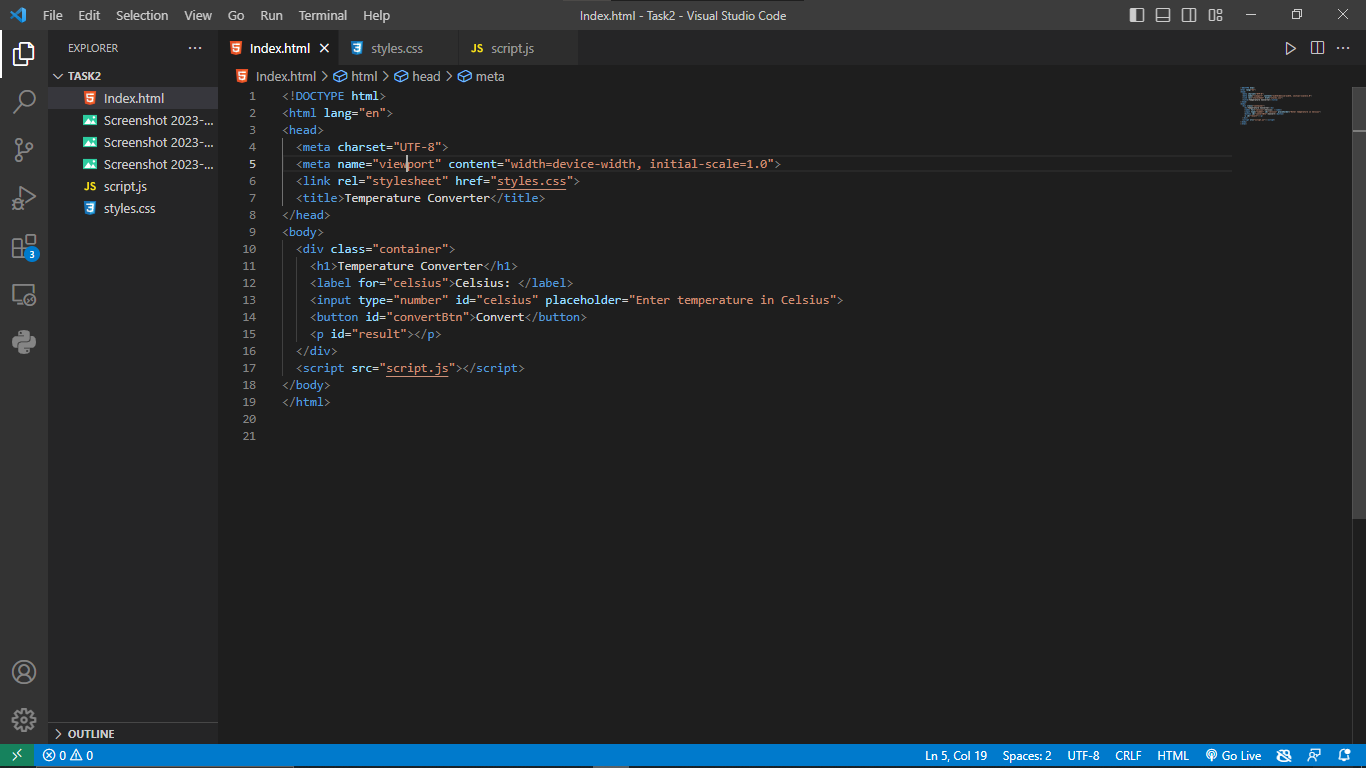 File Edit Selection View Go Run Terminal Help
Index.html - Task2 - Visual Studio Code
EXPLORER
TASK2
Index.html
Screenshot 2023-...
Screenshot 2023-...
Screenshot 2023-...
JS script.js
styles.css
3
OUTLINE
Index.html
styles.css
JS script.js
Index.html > html > head > meta
1 <!DOCTYPE html>
2 <html lang="en">
3 <head>
4 <meta charset="UTF-8">
5 <meta name="viewport" content="width=device-width, initial-scale=1.0">
6 <link rel="stylesheet" href="styles.css">
7 <title>Temperature Converter</title>
8 </head>
9 <body>
10 <div class="container">
11 <h1>Temperature Converter</h1>
12 <label for="celsius">Celsius: </label>
13 <input type="number" id="celsius" placeholder="Enter temperature in Celsius">
14 <button id="convertBtn">Convert</button>
15 <p id="result"></p>
16 </div>
17 <script src="script.js"></script>
18 </body>
19 </html>
20
21
0 0
Ln 5, Col 19 Spaces: 2 UTF-8 CRLF HTML Go Live